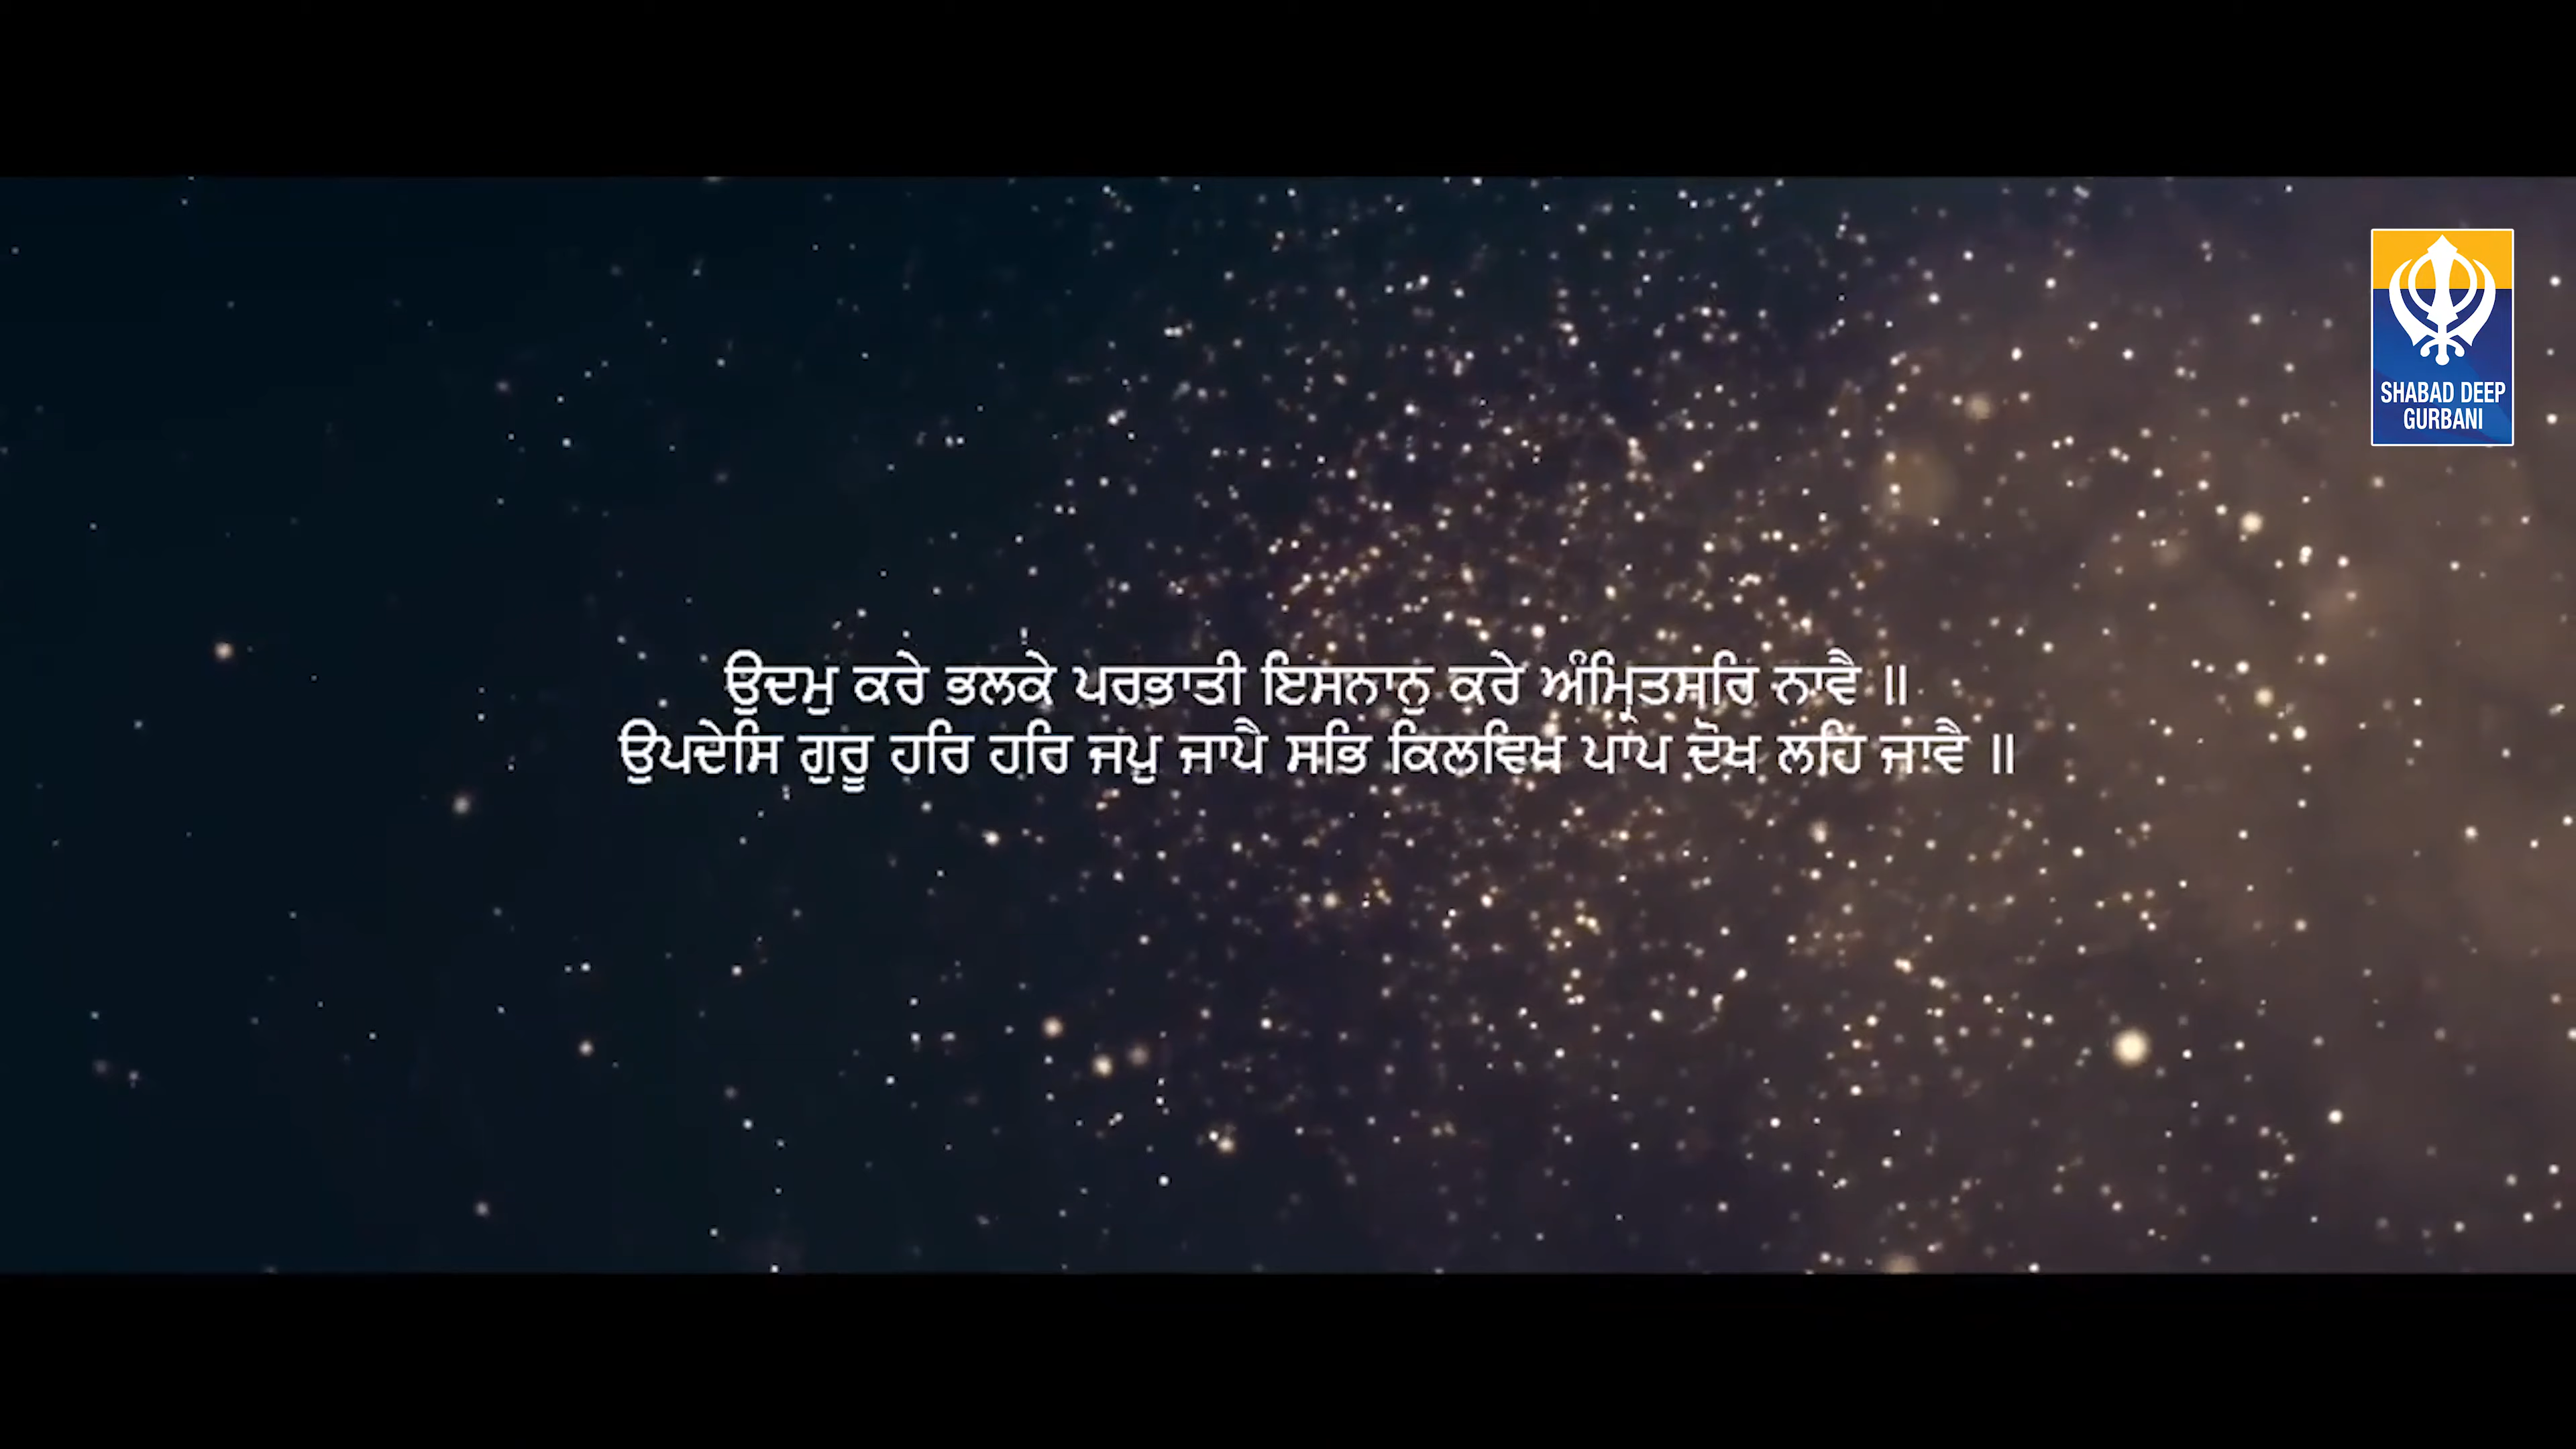 SHABAD DEEP
GURBANI
ਉਦਮੁ ਕਰੇ ਭਲਕੇ ਪਰਭਾਤੀ ਇਸਨਾਨੁ ਕਰੇ ਅੰਮ੍ਰਿਤਸਰਿ ਨਾਵੈ ॥
ਉਪਦੇਸਿ ਗੁਰੂ ਹਰਿ ਹਰਿ ਜਪੁ ਜਾਪੈ ਸਭਿ ਕਿਲਵਿਖ ਪਾਪ ਦੋਖ ਲਹਿ ਜਾਵੈ ॥